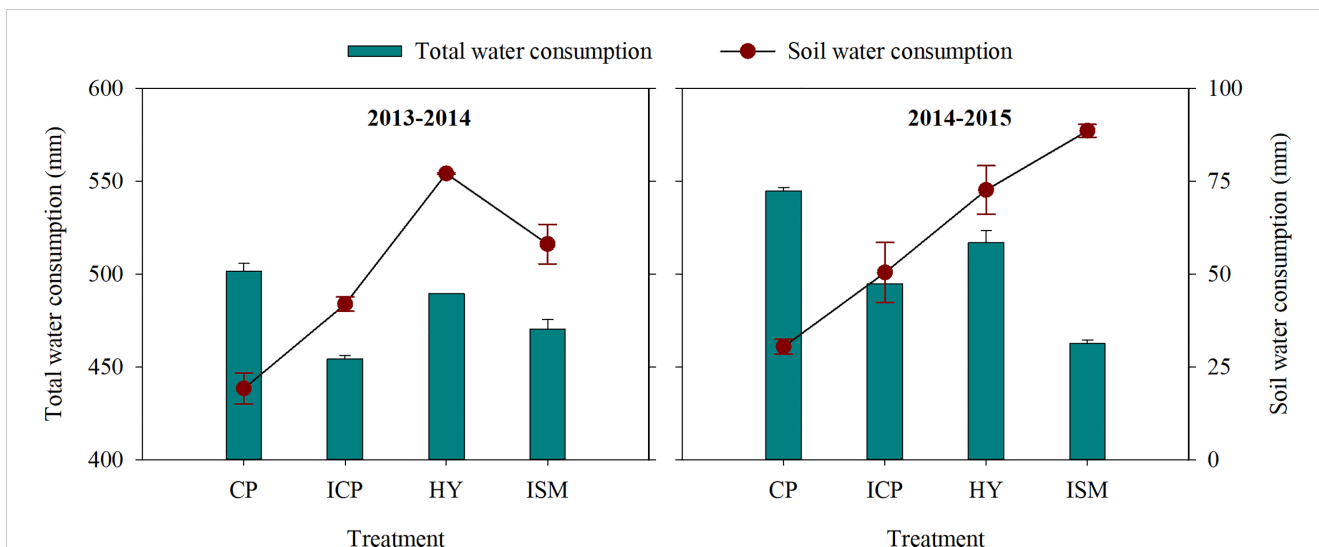 Total water consumption Soil water consumption
600 100
2013-2014 2014-2015
550 75
500 50
450 25
400 0
Total water consumption (mm)
Soil water consumption (mm)
CP ICP HY ISM CP ICP HY ISM
Treatment Treatment